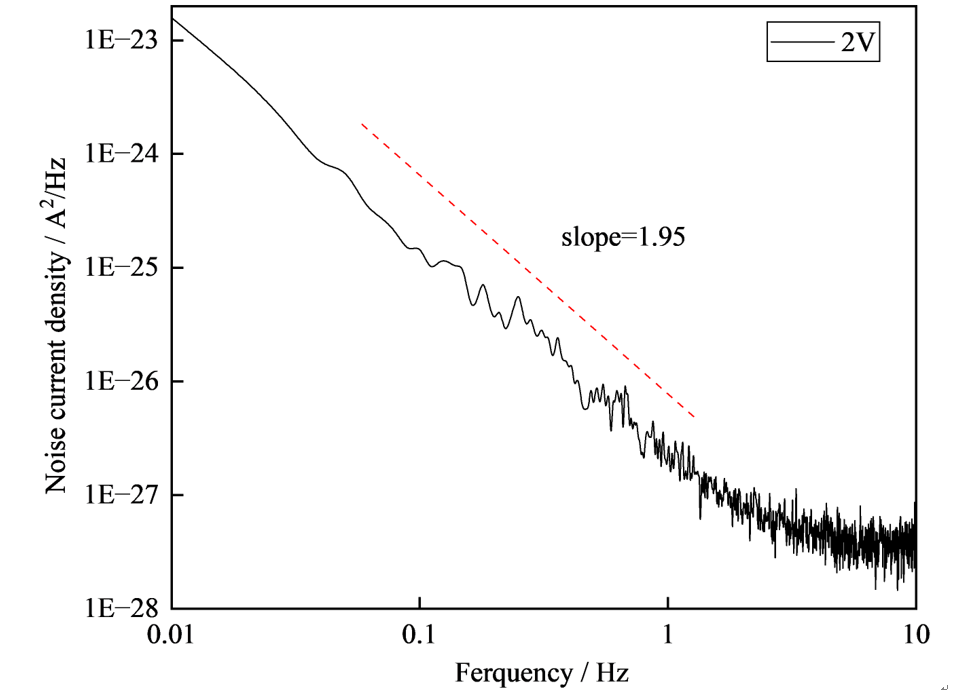 1E−23
2V
1E−24
slope=1.95
1E−25
1E−26
1E−27
1E−28
Noise current density / A²/Hz
0.01 0.1 1 10
Ferquency / Hz